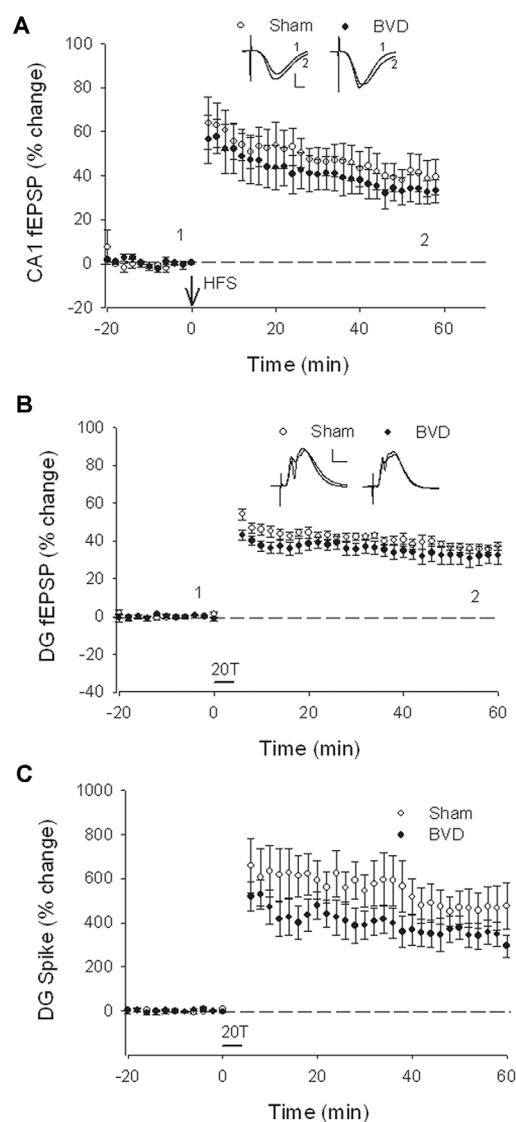 A
Sham BVD
1
2
CA1 fEPSP (% change)
100
80
60
40
20
0
-20
1
2
HFS
-20 0 20 40 60
Time (min)
B
Sham BVD
DG fEPSP (% change)
100
80
60
40
20
0
-20
-40
1
2
20T
-20 0 20 40 60
Time (min)
C
Sham
BVD
DG Spike (% change)
1000
800
600
400
200
0
20T
-20 0 20 40 60
Time (min)